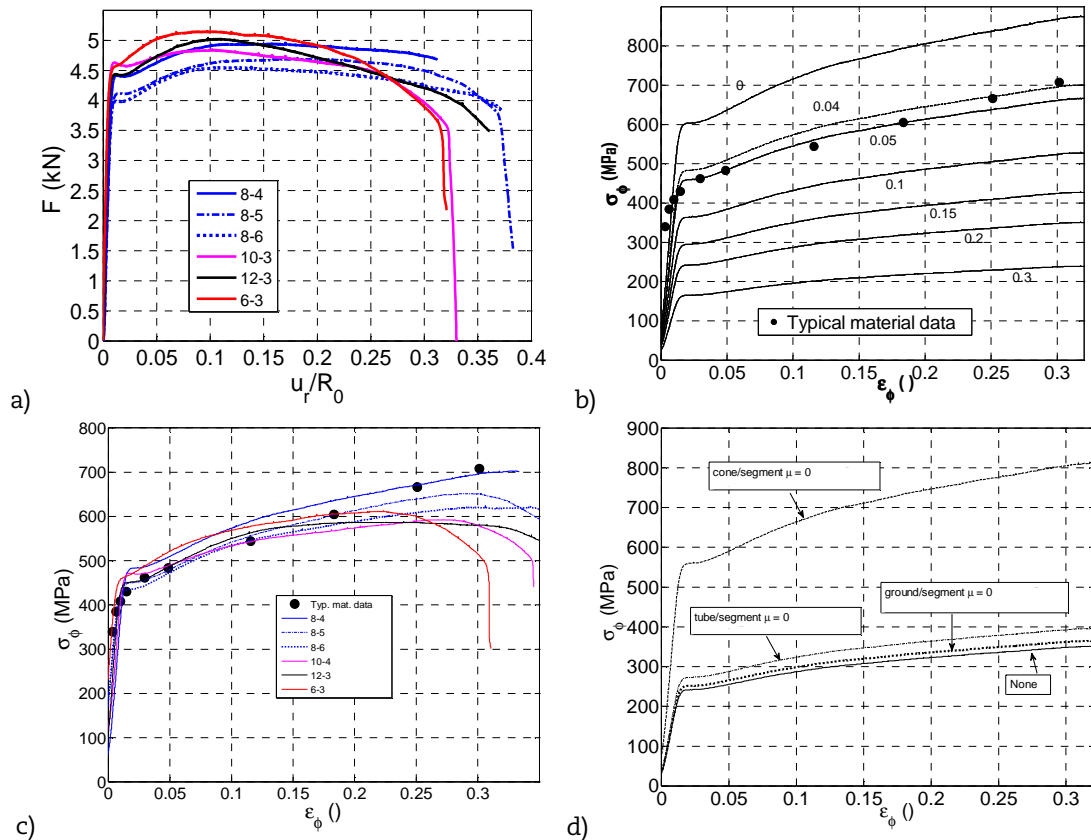 5
4.5
4
3.5
3
2.5
2
1.5
1
0.5
0
F (kN)
8-4
8-5
8-6
10-3
12-3
6-3
0 0.05 0.1 0.15 0.2 0.25 0.3 0.35 0.4
u_r/R_0
a)
900
800
700
600
500
400
300
200
100
0
σ_ϕ (MPa)
0
0.04
0.05
0.1
0.15
0.2
0.3
Typical material data
0 0.05 0.1 0.15 0.2 0.25 0.3
ε_ϕ ()
b)
800
700
600
500
400
300
200
100
0
σ_ϕ (MPa)
Typ. mat. data
8-4
8-5
8-6
10-4
12-3
6-3
0 0.05 0.1 0.15 0.2 0.25 0.3
ε_ϕ ()
c)
900
800
700
600
500
400
300
200
100
0
σ_ϕ (MPa)
cone/segment μ = 0
ground/segment μ = 0
tube/segment μ = 0
None
0 0.05 0.1 0.15 0.2 0.25 0.3
ε_ϕ ()
d)